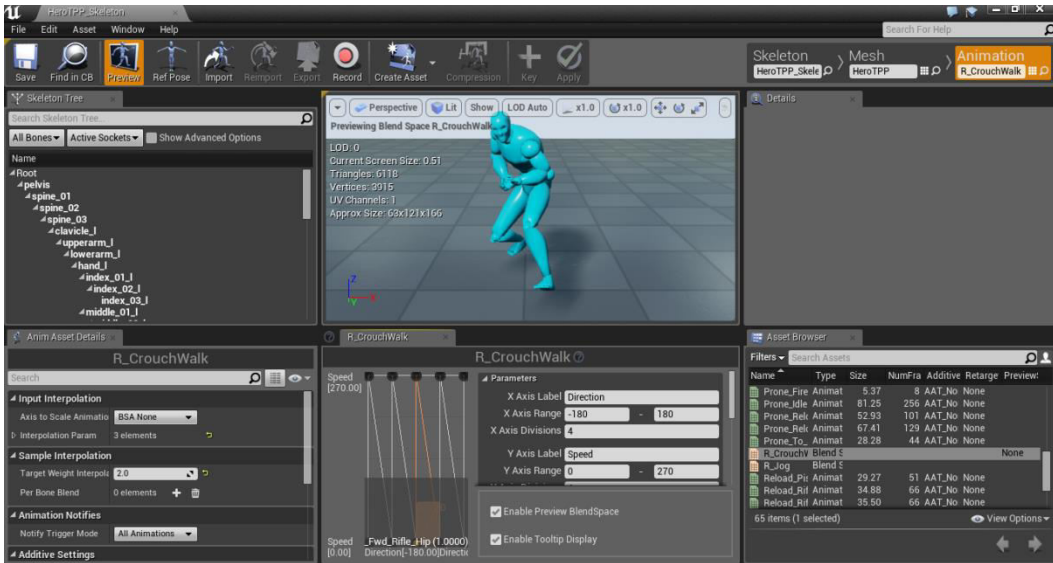 HeroTPP_Skeleton
File Edit Asset Window Help
Search For Help
Save Find in CB Preview Ref Pose Import Reimport Export Record Create Asset Compression Key Apply
Skeleton Mesh Animation
HeroTPP_Skele HeroTPP R_CrouchWalk
Skeleton Tree
Search Skeleton Tree...
All Bones Active Sockets Show Advanced Options
Name
Root
pelvis
spine_01
spine_02
spine_03
clavicle_l
upperarm_l
lowerarm_l
hand_l
index_01_l
index_02_l
index_03_l
middle_01_l
Perspective Lit Show LOD Auto x1.0 x1.0
Previewing Blend Space R_CrouchWalk
LOD: 0
Current Screen Size: 0.51
Triangles: 6118
Vertices: 3915
UV Channels: 1
Approx Size: 63x121x166
Z
Y X
Details
Anim Asset Details
R_CrouchWalk
Search
Input Interpolation
Axis to Scale Animatio BSA None
Interpolation Param 3 elements
Sample Interpolation
Target Weight Interpola 2.0
Per Bone Blend 0 elements
Animation Notifies
Notify Trigger Mode All Animations
Additive Settings
R_CrouchWalk
R_CrouchWalk
Speed
[270.00]
Speed
[0.00]
_Fwd_Rifle_Hip (1.0000)
Direction[-180.00]Directi
Parameters
X Axis Label Direction
X Axis Range -180 - 180
X Axis Divisions 4
Y Axis Label Speed
Y Axis Range 0 - 270
Enable Preview BlendSpace
Enable Tooltip Display
Asset Browser
Filters Search Assets
Name Type Size NumFra Additive Retarge Preview
Prone_Fire Animat 5.37 8 AAT_No None
Prone_Idle Animat 81.25 256 AAT_No None
Prone_Relo Animat 52.93 101 AAT_No None
Prone_Relo Animat 67.41 129 AAT_No None
Prone_To_ Animat 28.28 44 AAT_No None
R_CrouchW Blend S None
R_Jog Blend S
Reload_Pis Animat 29.27 51 AAT_No None
Reload_Rif Animat 34.88 66 AAT_No None
Reload_Rif Animat 35.50 66 AAT_No None
65 items (1 selected) View Options